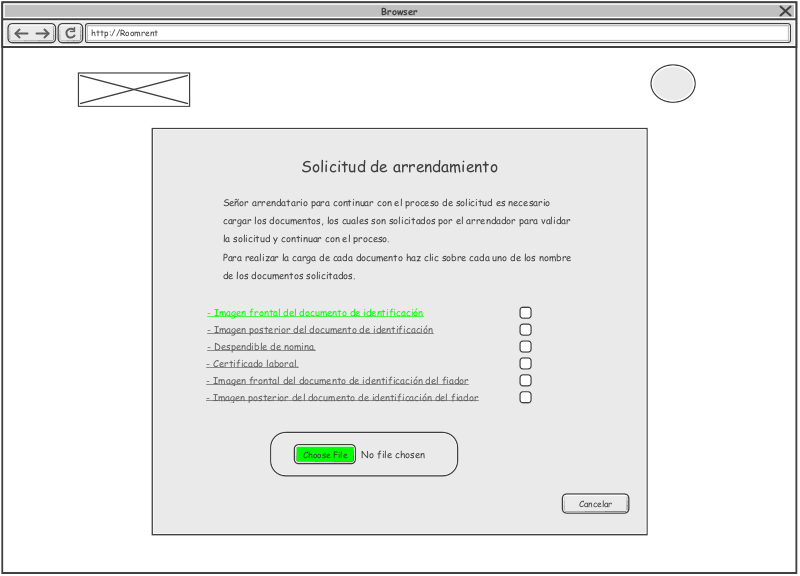 Browser
http://Roomrent
Solicitud de arrendamiento
Señor arrendatario para continuar con el proceso de solicitud es necesario
cargar los documentos, los cuales son solicitados por el arrendador para validar
la solicitud y continuar con el proceso.
Para realizar la carga de cada documento haz clic sobre cada uno de los nombre
de los documentos solicitados.
- Imagen frontal del documento de identificación
- Imagen posterior del documento de identificación
- Despendible de nomina.
- Certificado laboral.
- Imagen frontal del documento de identificación del fiador
- Imagen posterior del documento de identificación del fiador
Choose File No file chosen
Cancelar